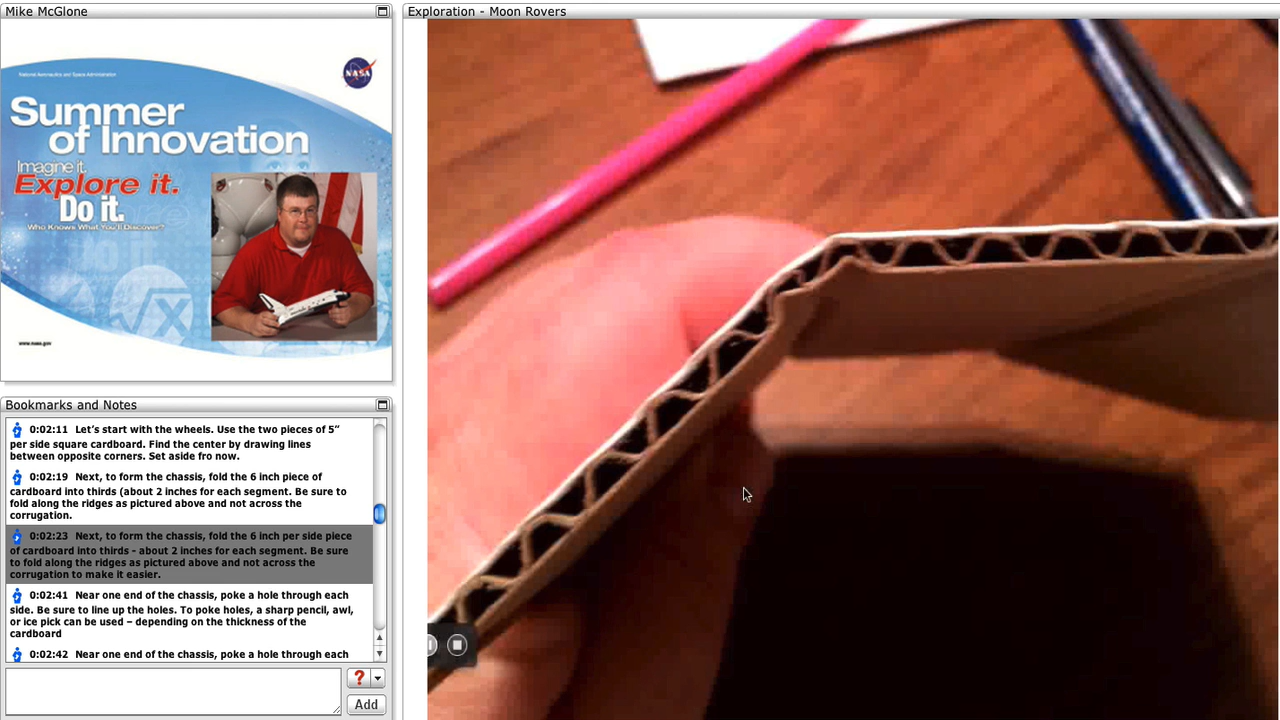 Mike McGlone
Exploration - Moon Rovers
National Aeronautics and Space Administration
NASA
Summer
of Innovation
Imagine it.
Explore it.
Do it.
Who Knows What You'll Discover?
www.nasa.gov
Bookmarks and Notes
0:02:11 Let's start with the wheels. Use the two pieces of 5”
per side square cardboard. Find the center by drawing lines
between opposite corners. Set aside fro now.
0:02:19 Next, to form the chassis, fold the 6 inch piece of
cardboard into thirds (about 2 inches for each segment. Be sure to
fold along the ridges as pictured above and not across the
corrugation.
0:02:23 Next, to form the chassis, fold the 6 inch per side piece
of cardboard into thirds - about 2 inches for each segment. Be sure
to fold along the ridges as pictured above and not across the
corrugation to make it easier.
0:02:41 Near one end of the chassis, poke a hole through each
side. Be sure to line up the holes. To poke holes, a sharp pencil, awl,
or ice pick can be used – depending on the thickness of the
cardboard
0:02:42 Near one end of the chassis, poke a hole through each
?
Add